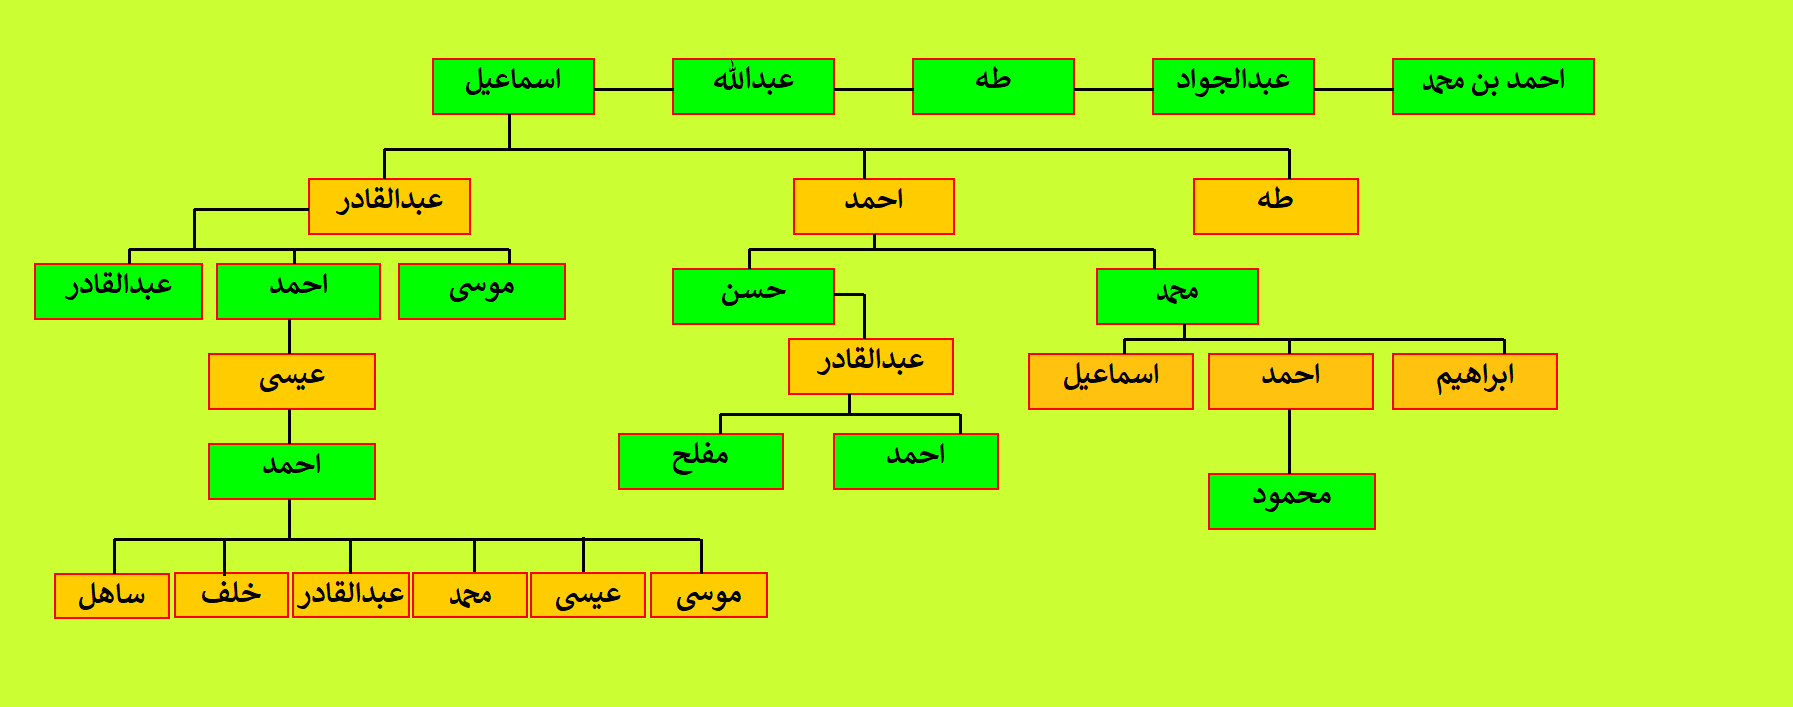 احمد بن محمد
عبدالجواد
طه
عبدالله
اسماعيل
طه
احمد
عبدالقادر
محمد
حسن
موسى
احمد
عبدالقادر
ابراهيم
احمد
اسماعيل
عبدالقادر
عيسى
محمود
احمد
مفلح
احمد
موسى
عيسى
محمد
عبدالقادر
خلف
ساهل